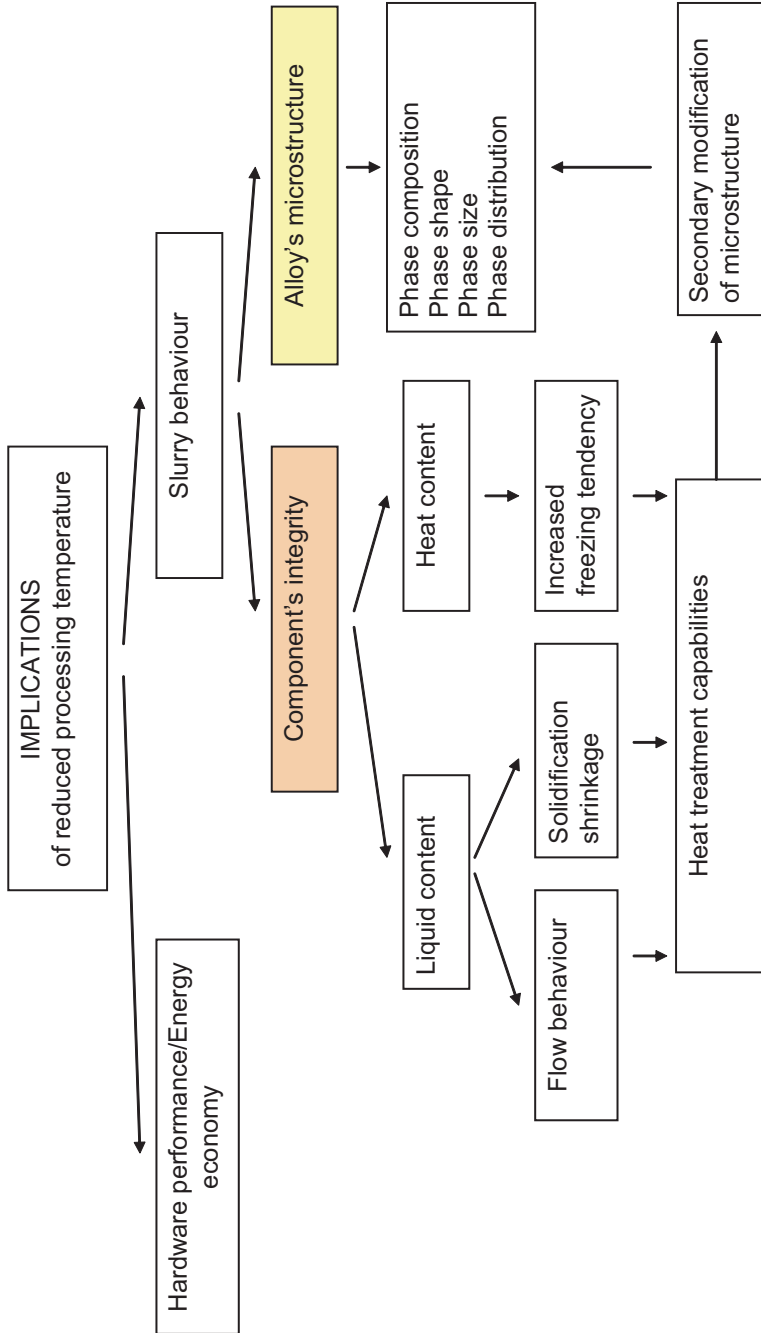 IMPLICATIONS
of reduced processing temperature
Hardware performance/Energy
economy
Slurry behaviour
Component's integrity
Alloy's microstructure
Liquid content
Heat content
Phase composition
Phase shape
Phase size
Phase distribution
Flow behaviour
Solidification
shrinkage
Increased
freezing tendency
Heat treatment capabilities
Secondary modification
of microstructure